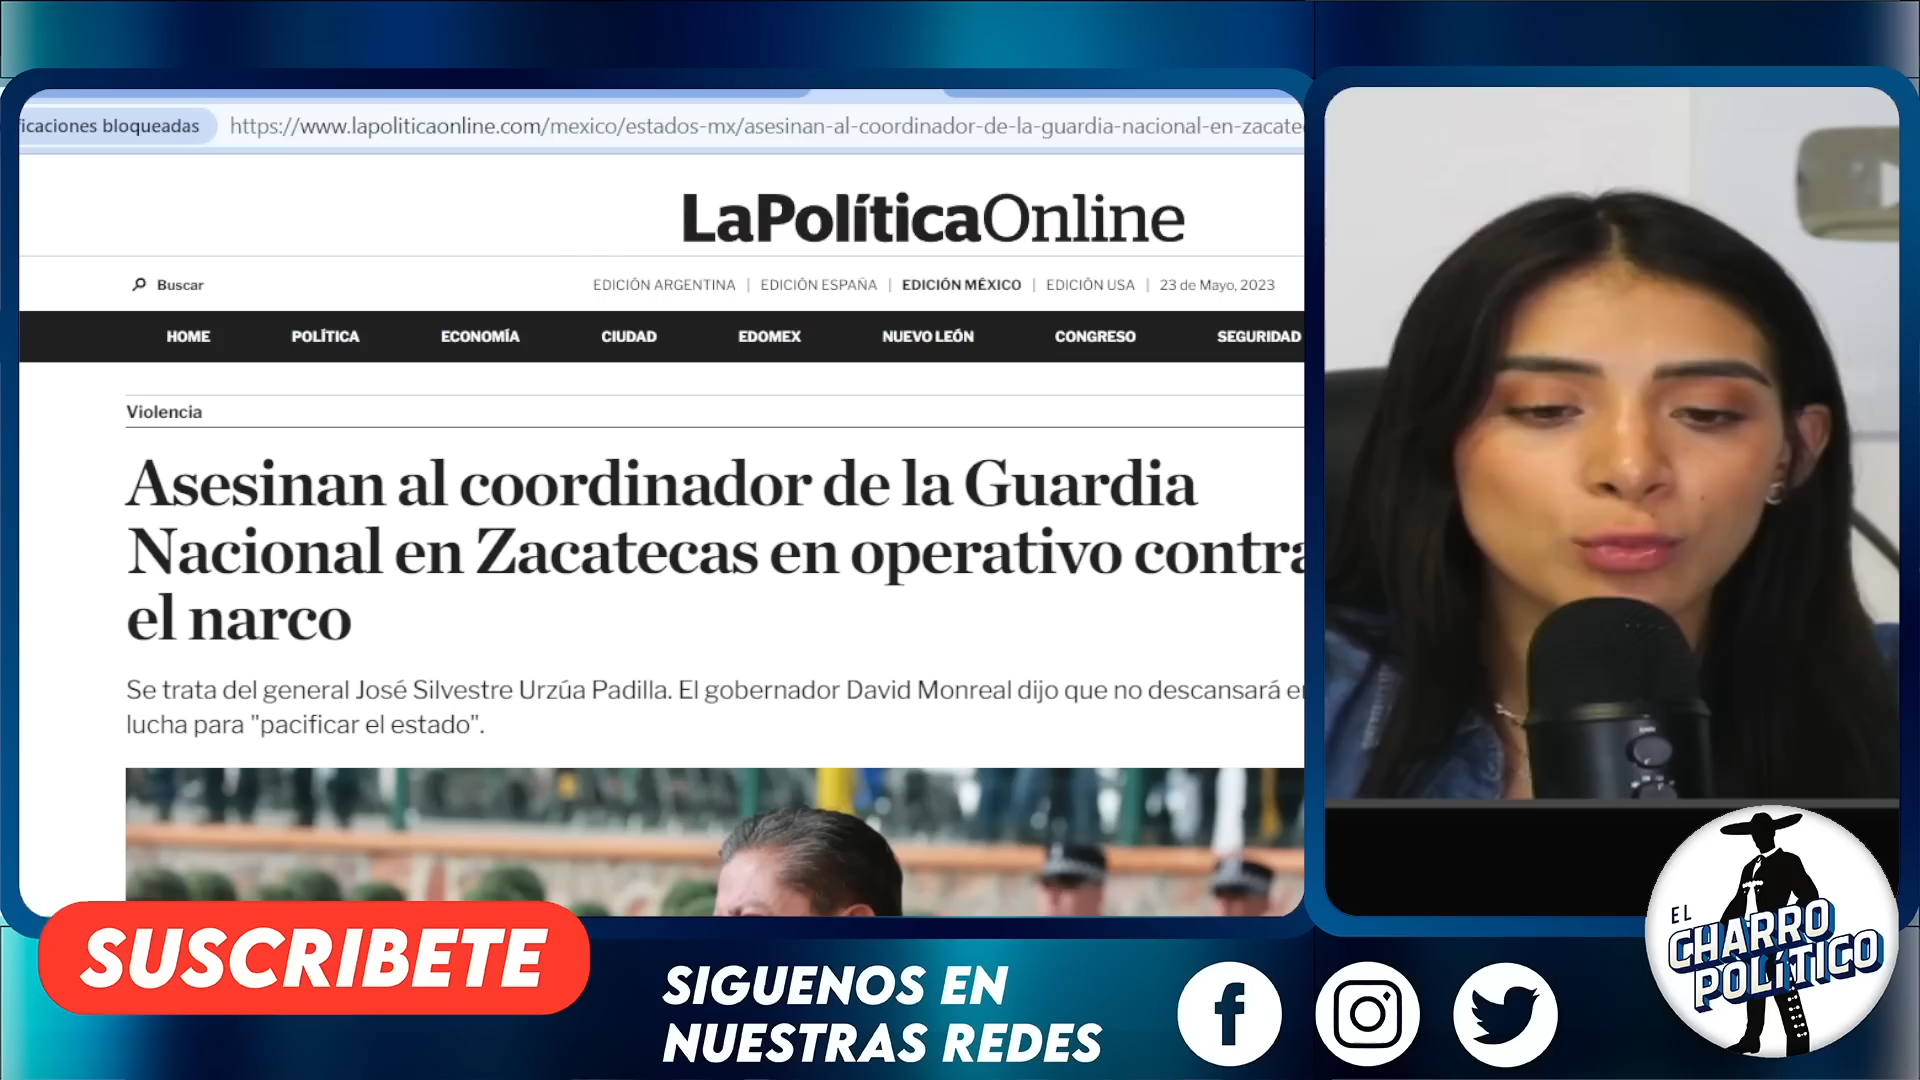 ficaciones bloqueadas
https://www.lapoliticaonline.com/mexico/estados-mx/asesinan-al-coordinador-de-la-guardia-nacional-en-zacate
LaPolíticaOnline
Buscar
EDICIÓN ARGENTINA | EDICIÓN ESPAÑA | EDICIÓN MÉXICO | EDICIÓN USA | 23 de Mayo, 2023
HOME POLÍTICA ECONOMÍA CIUDAD EDOMEX NUEVO LEÓN CONGRESO SEGURIDAD
Violencia
Asesinan al coordinador de la Guardia
Nacional en Zacatecas en operativo contra
el narco
Se trata del general José Silvestre Urzúa Padilla. El gobernador David Monreal dijo que no descansará en
lucha para "pacificar el estado".
SUSCRIBETE
SIGUENOS EN
NUESTRAS REDES
EL
CHARRO
POLÍTICO